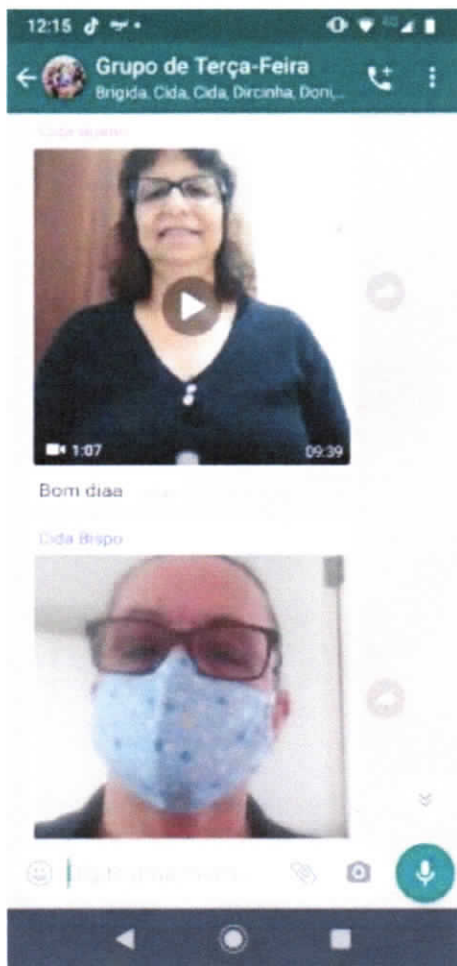 12:15
4G
Grupo de Terça-Feira
Brigida, Cida, Cida, Dircinha, Doni,...
1:07
09:39
Bom diaa
Cida Bispo